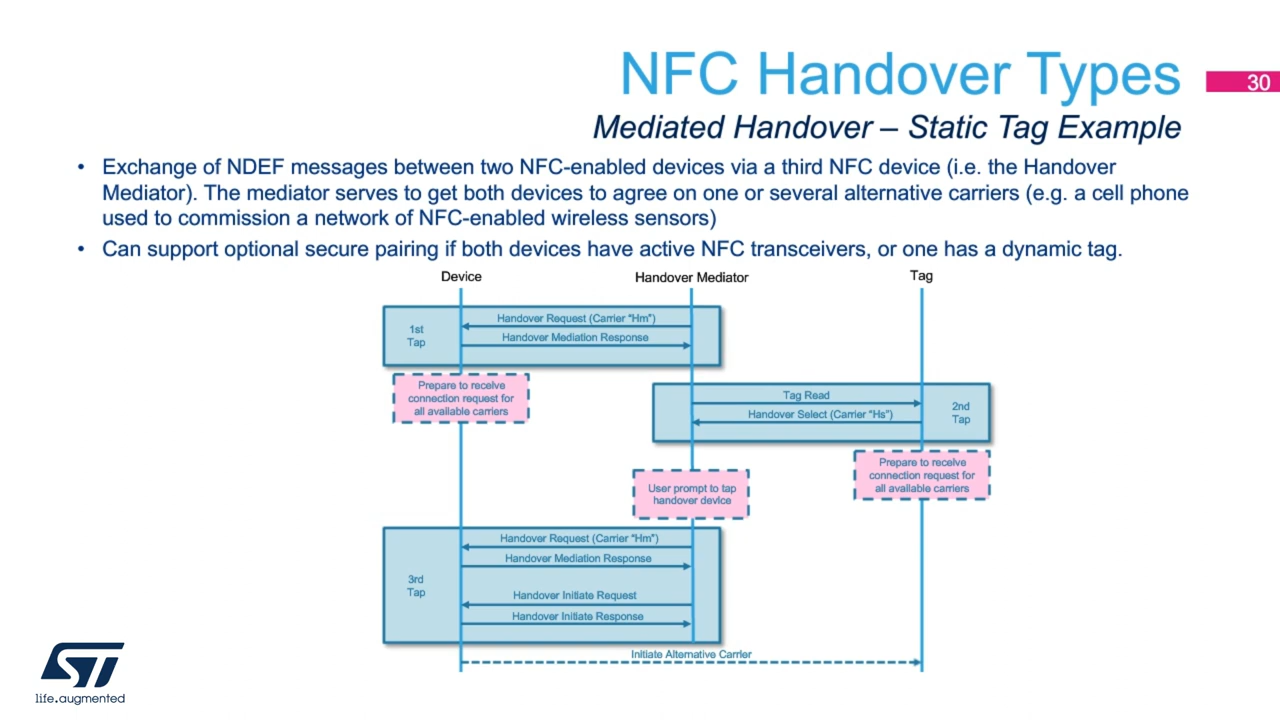 NFC Handover Types
30
Mediated Handover – Static Tag Example
• Exchange of NDEF messages between two NFC-enabled devices via a third NFC device (i.e. the Handover
Mediator). The mediator serves to get both devices to agree on one or several alternative carriers (e.g. a cell phone
used to commission a network of NFC-enabled wireless sensors)
• Can support optional secure pairing if both devices have active NFC transceivers, or one has a dynamic tag.
Device
Handover Mediator
Tag
1st
Tap
Handover Request (Carrier “Hm”)
Handover Mediation Response
Prepare to receive
connection request for
all available carriers
Tag Read
Handover Select (Carrier “Hs”)
2nd
Tap
Prepare to receive
connection request for
all available carriers
User prompt to tap
handover device
3rd
Tap
Handover Request (Carrier “Hm”)
Handover Mediation Response
Handover Initiate Request
Handover Initiate Response
Initiate Alternative Carrier
ST
life.augmented